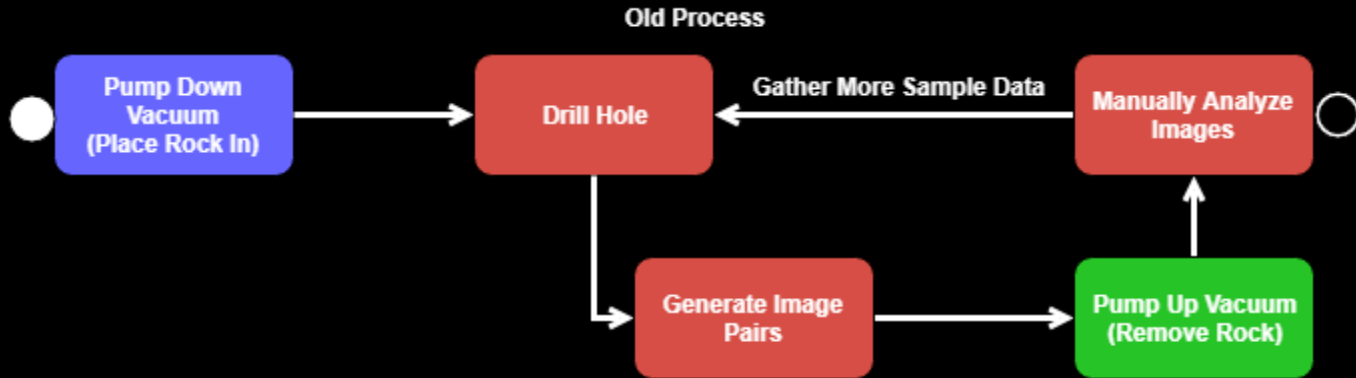 Old Process
Pump Down
Vacuum
(Place Rock In)
Drill Hole
Gather More Sample Data
Manually Analyze
Images
Generate Image
Pairs
Pump Up Vacuum
(Remove Rock)